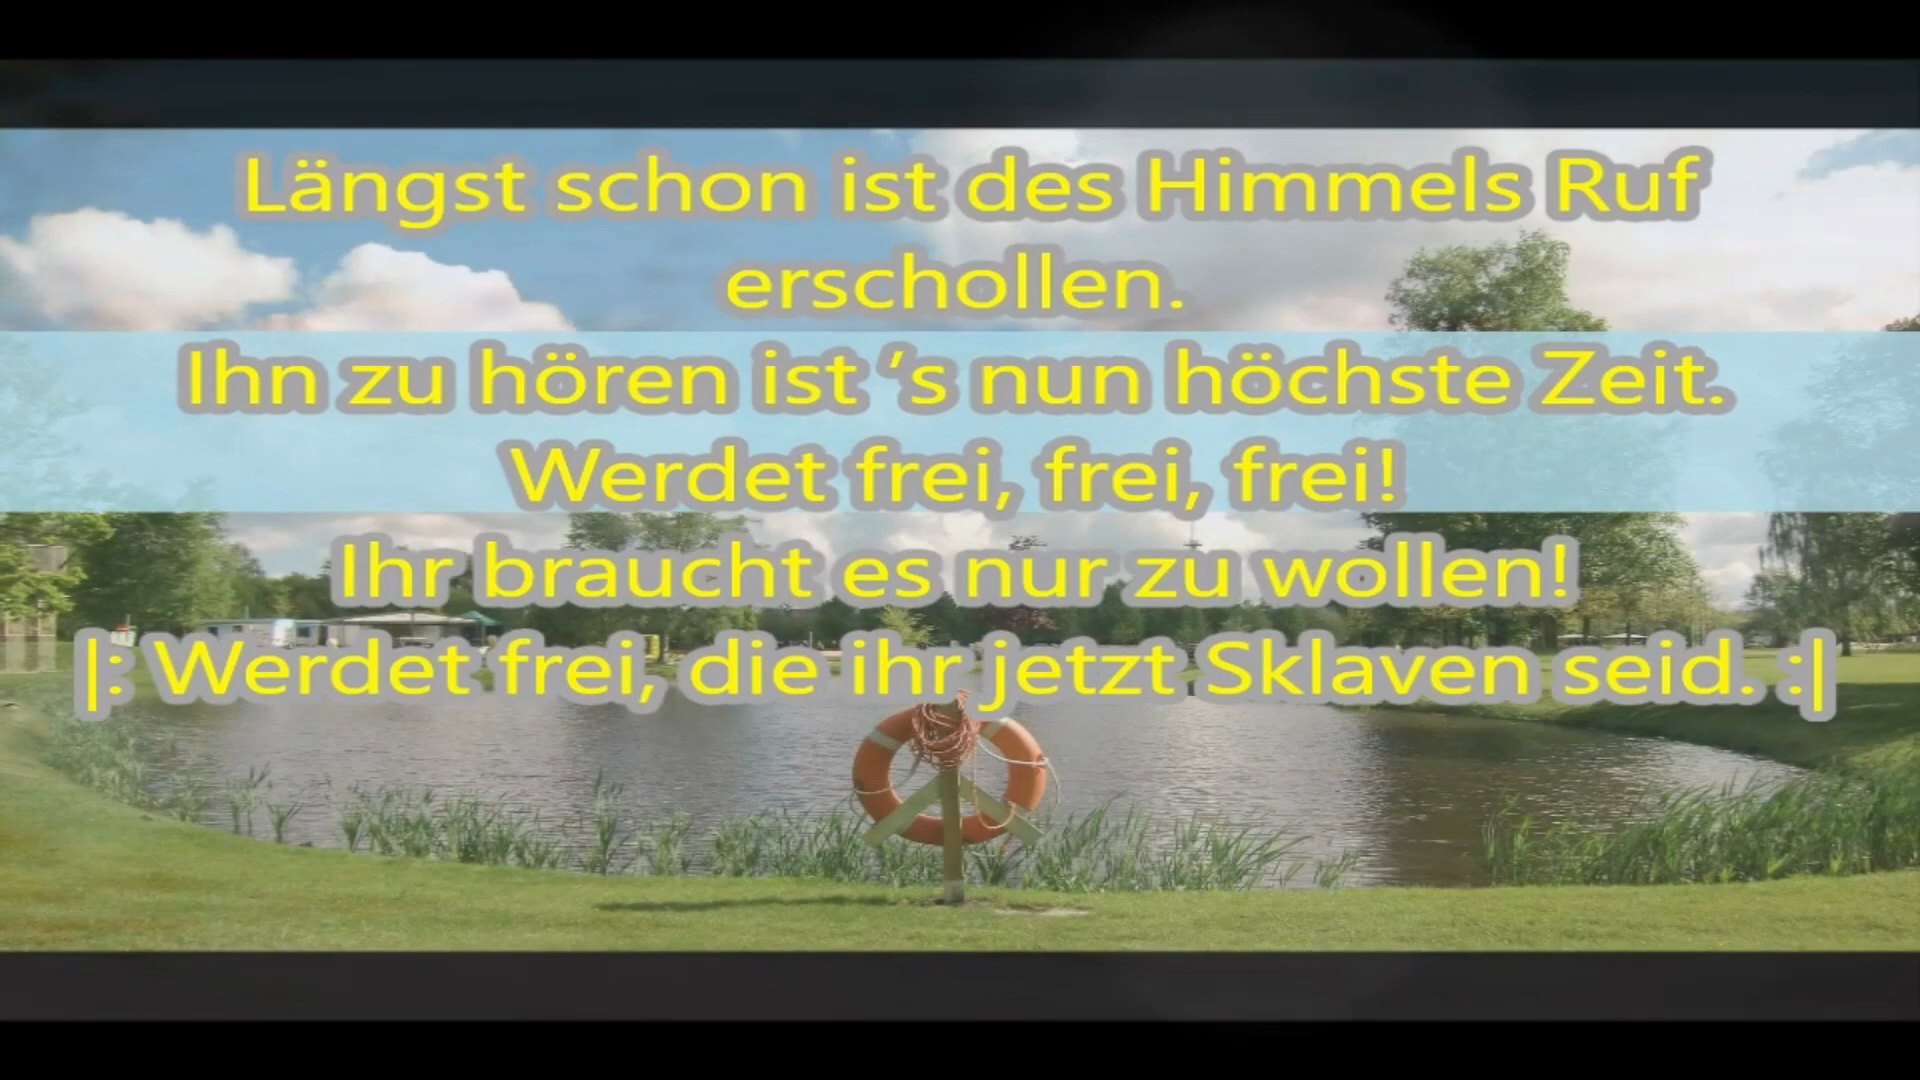 Längst schon ist des Himmels Ruf
erschollen.
Ihn zu hören ist ’s nun höchste Zeit.
Werdet frei, frei, frei!
Ihr braucht es nur zu wollen!
|: Werdet frei, die ihr jetzt Sklaven seid. :|